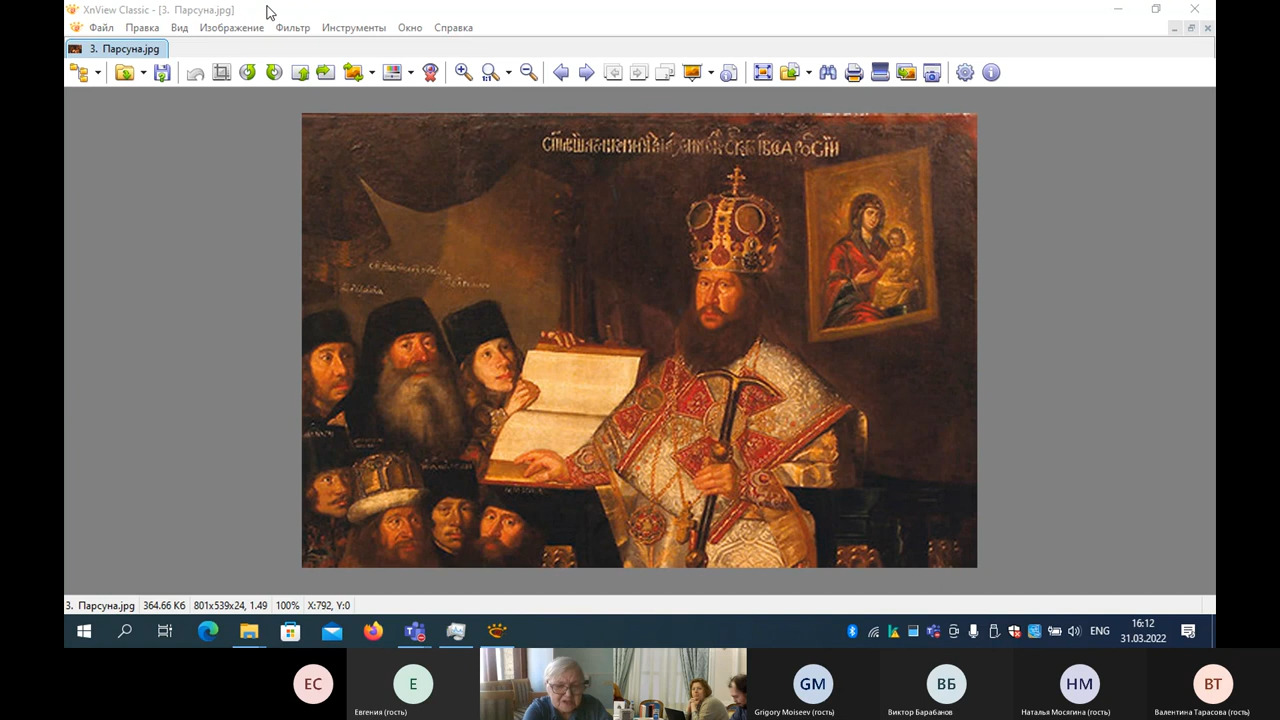 XnView Classic - [3. Парсуна.jpg]
Файл Правка Вид Изображение Фильтр Инструменты Окно Справка
3. Парсуна.jpg
3. Парсуна.jpg 364.66 Кб 801x539x24, 1.49 100% X:792, Y:0
ENG
16:12
31.03.2022
EC
E
GM
ВБ
НМ
ВТ
Евгения (гость)
Grigory Moiseev (гость)
Виктор Барабанов
Наталья Мосягина (гость)
Валентина Тарасова (гость)